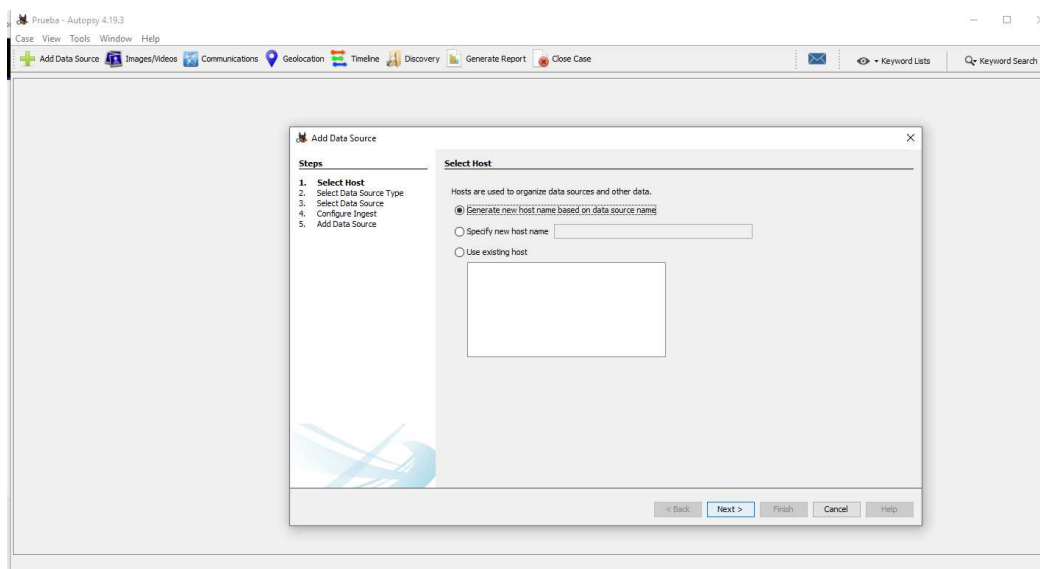 Prueba - Autopsy 4.19.3
Case View Tools Window Help
Add Data Source Images/Videos Communications Geolocation Timeline Discovery Generate Report Close Case Keyword Lists Keyword Search
Add Data Source
Steps
1. Select Host
2. Select Data Source Type
3. Select Data Source
4. Configure Ingest
5. Add Data Source
Select Host
Hosts are used to organize data sources and other data.
Generate new host name based on data source name
Specify new host name
Use existing host
< Back Next > Finish Cancel Help